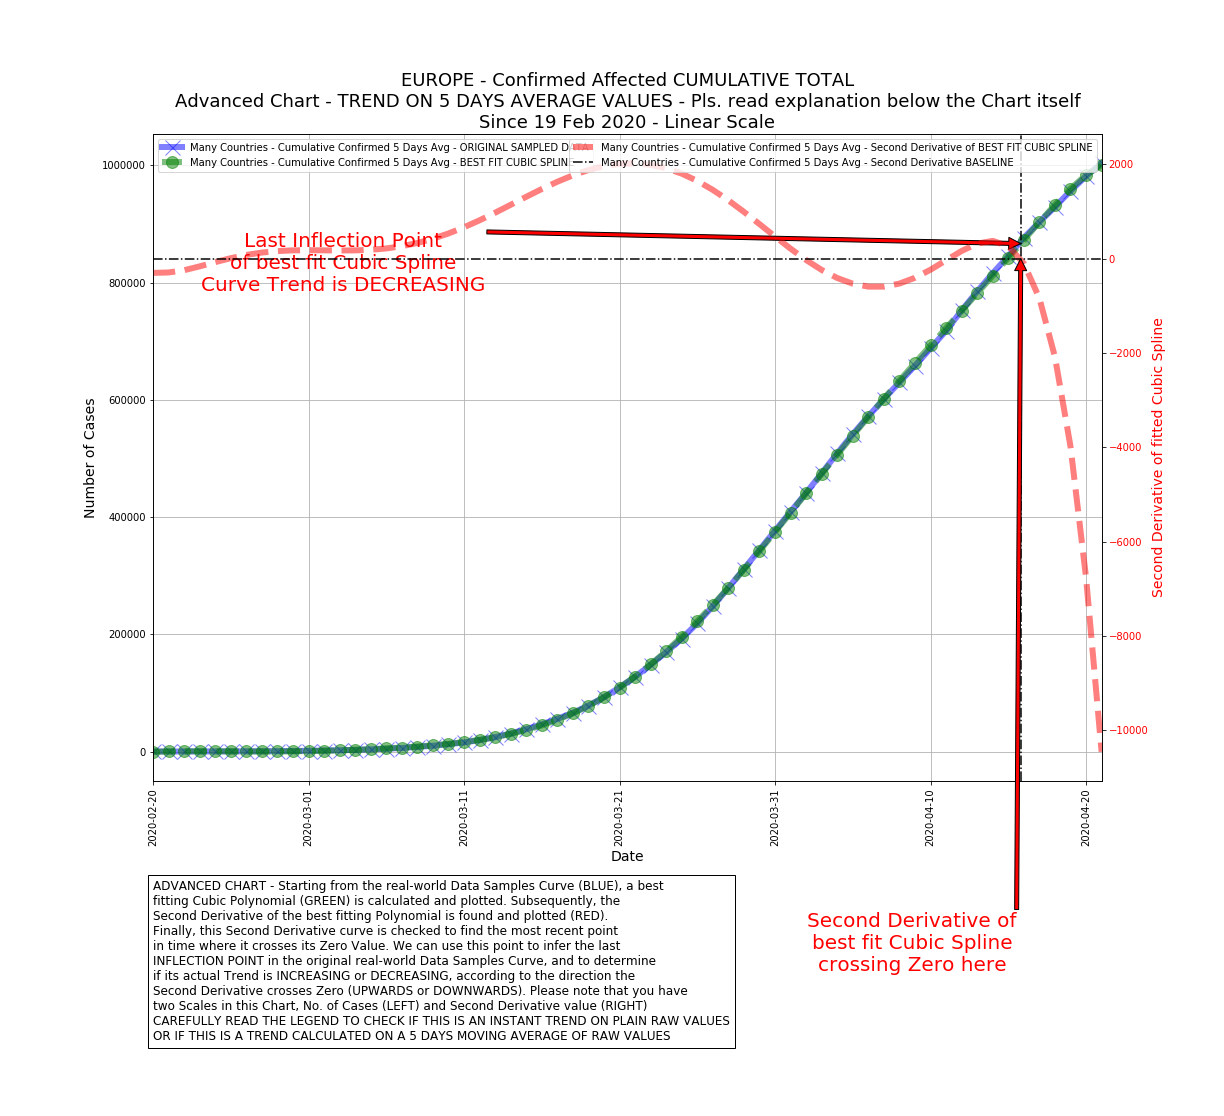 EUROPE - Confirmed Affected CUMULATIVE TOTAL
Advanced Chart - TREND ON 5 DAYS AVERAGE VALUES - Pls. read explanation below the Chart itself
Since 19 Feb 2020 - Linear Scale
Many Countries - Cumulative Confirmed 5 Days Avg - ORIGINAL SAMPLED DATA
Many Countries - Cumulative Confirmed 5 Days Avg - BEST FIT CUBIC SPLINE
Many Countries - Cumulative Confirmed 5 Days Avg - Second Derivative of BEST FIT CUBIC SPLINE
Many Countries - Cumulative Confirmed 5 Days Avg - Second Derivative BASELINE
Last Inflection Point
of best fit Cubic Spline
Curve Trend is DECREASING
Number of Cases
1000000
800000
600000
400000
200000
0
2000
0
−2000
−4000
−6000
−8000
−10000
Second Derivative of fitted Cubic Spline
2020-02-20
2020-03-01
2020-03-11
2020-03-21
2020-03-31
2020-04-10
2020-04-20
Date
ADVANCED CHART - Starting from the real-world Data Samples Curve (BLUE), a best
fitting Cubic Polynomial (GREEN) is calculated and plotted. Subsequently, the
Second Derivative of the best fitting Polynomial is found and plotted (RED).
Finally, this Second Derivative curve is checked to find the most recent point
in time where it crosses its Zero Value. We can use this point to infer the last
INFLECTION POINT in the original real-world Data Samples Curve, and to determine
if its actual Trend is INCREASING or DECREASING, according to the direction the
Second Derivative crosses Zero (UPWARDS or DOWNWARDS). Please note that you have
two Scales in this Chart, No. of Cases (LEFT) and Second Derivative value (RIGHT)
CAREFULLY READ THE LEGEND TO CHECK IF THIS IS AN INSTANT TREND ON PLAIN RAW VALUES
OR IF THIS IS A TREND CALCULATED ON A 5 DAYS MOVING AVERAGE OF RAW VALUES
Second Derivative of
best fit Cubic Spline
crossing Zero here